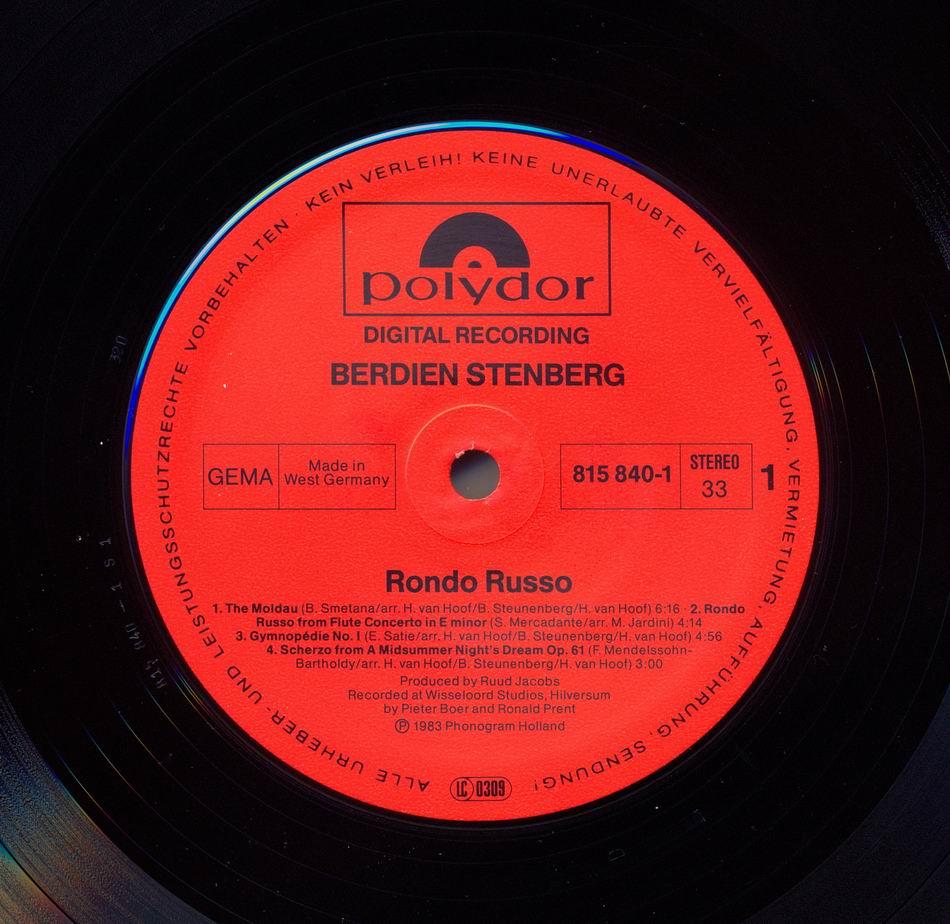 ALLE URHEBER- UND LEISTUNGSSCHUTZRECHTE VORBEHALTEN · KEIN VERLEIH! KEINE UNERLAUBTE VERVIELFÄLTIGUNG, VERMIETUNG, AUFFÜHRUNG, SENDUNG!
polydor
DIGITAL RECORDING
BERDIEN STENBERG
GEMA
Made in
West Germany
815 840-1
STEREO
33
1
Rondo Russo
1. The Moldau (B. Smetana/arr. H. van Hoof/B. Steunenberg/H. van Hoof) 6:16 · 2. Rondo
Russo from Flute Concerto in E minor (S. Mercadante/arr. M. Jardini) 4:14
3. Gymnopédie No. I (E. Satie/arr. H. van Hoof/B. Steunenberg/H. van Hoof) 4:56
4. Scherzo from A Midsummer Night's Dream Op. 61 (F. Mendelssohn-
Bartholdy/arr. H. van Hoof/B. Steunenberg/H. van Hoof) 3:00
Produced by Ruud Jacobs
Recorded at Wisseloord Studios, Hilversum
by Pieter Boer and Ronald Prent
℗ 1983 Phonogram Holland
LC 0309
320